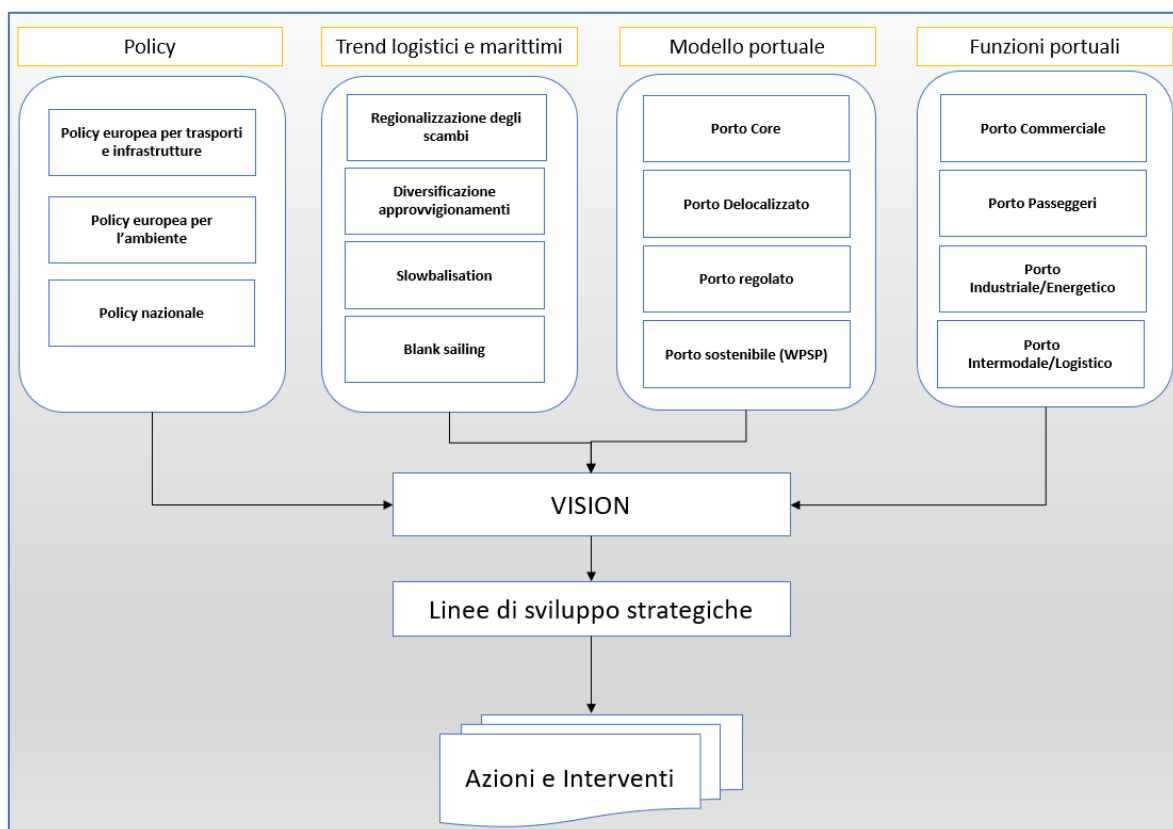 Policy
Trend logistici e marittimi
Modello portuale
Funzioni portuali
Policy europea per trasporti
e infrastrutture
Policy europea per
l'ambiente
Policy nazionale
Regionalizzazione degli
scambi
Diversificazione
approvvigionamenti
Slowbalisation
Blank sailing
Porto Core
Porto Delocalizzato
Porto regolato
Porto sostenibile (WPSP)
Porto Commerciale
Porto Passeggeri
Porto
Industriale/Energetico
Porto
Intermodale/Logistico
VISION
Linee di sviluppo strategiche
Azioni e Interventi